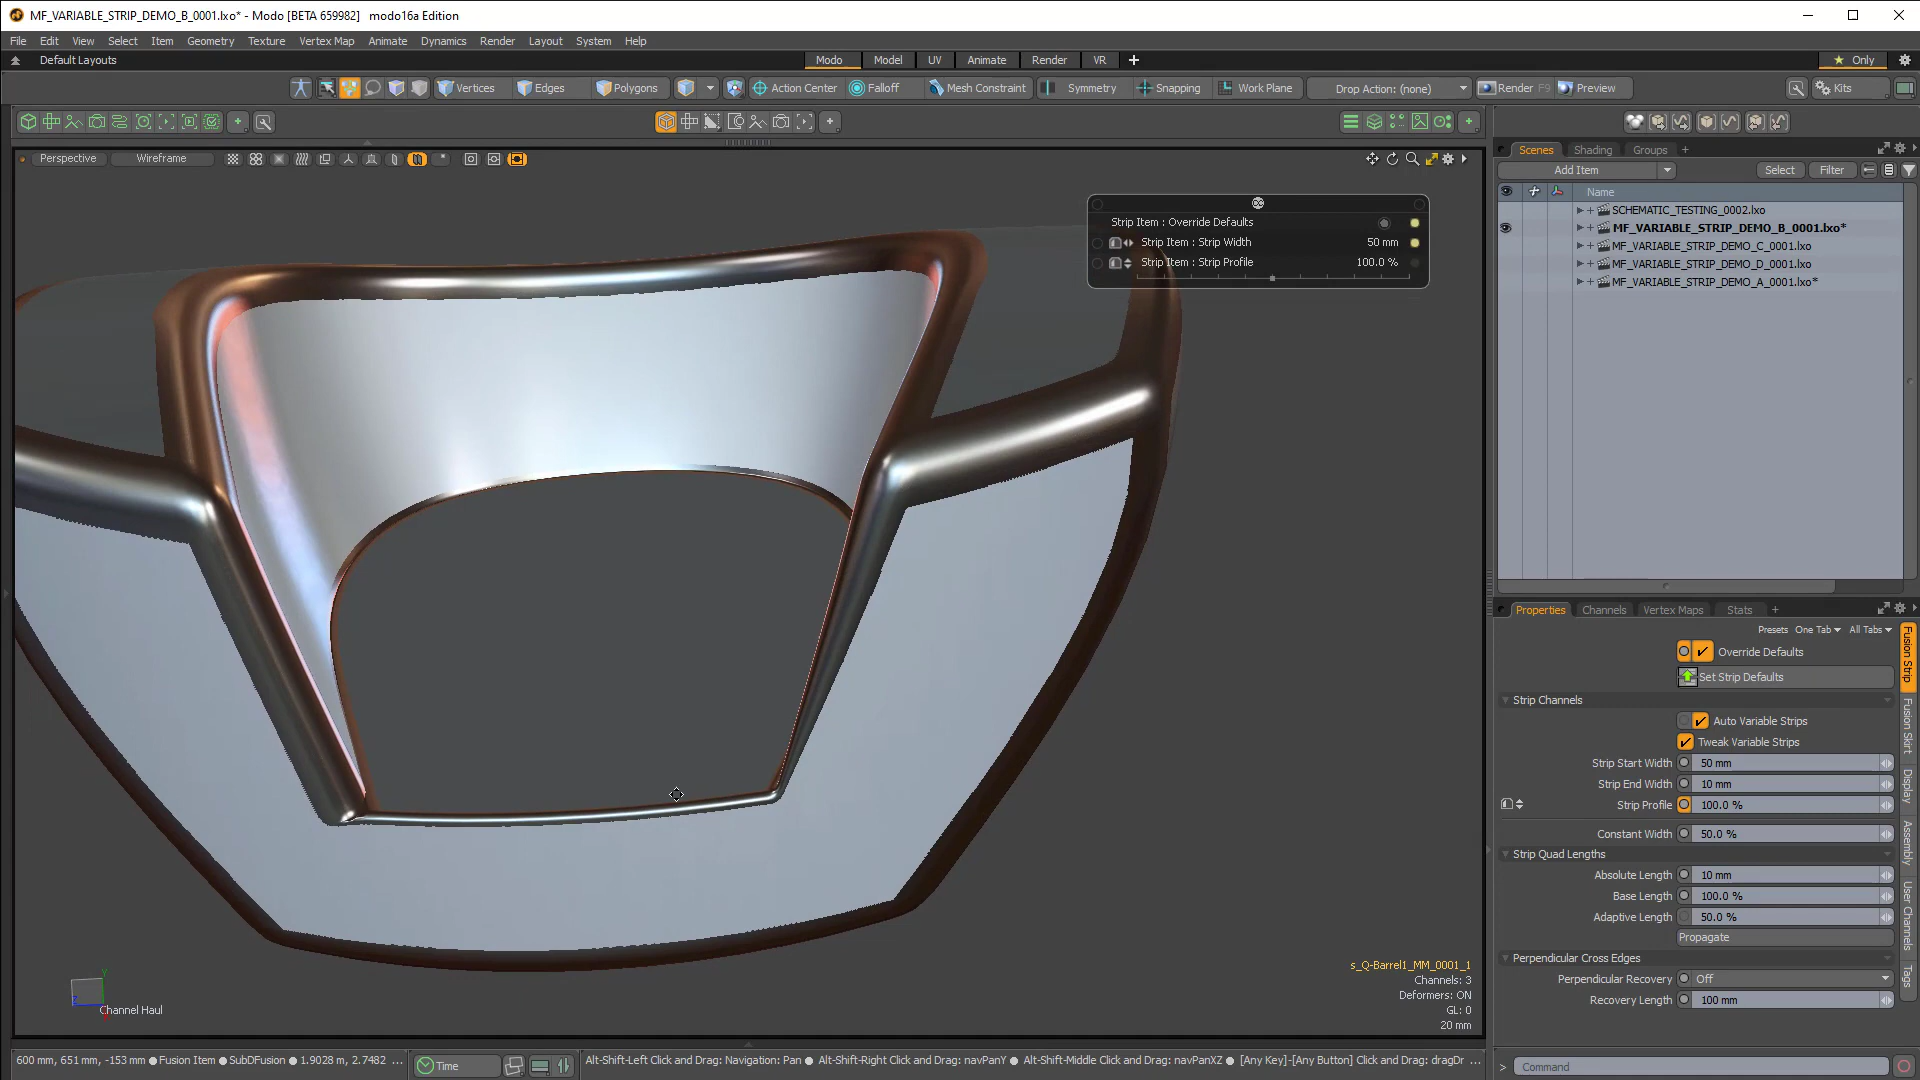 MF_VARIABLE_STRIP_DEMO_B_0001.lxo* - Modo [BETA 659982] modo16a Edition
File Edit View Select Item Geometry Texture Vertex Map Animate Dynamics Render Layout System Help
Default Layouts
Modo Model UV Animate Render VR
Only
Vertices Edges Polygons Action Center Falloff Mesh Constraint Symmetry Snapping Work Plane Drop Action: (none) Render F9 Preview Kits
Perspective Wireframe
Strip Item : Override Defaults
Strip Item : Strip Width 50 mm
Strip Item : Strip Profile 100.0 %
Scenes Shading Groups
Add Item Select Filter
Name
SCHEMATIC_TESTING_0002.lxo
MF_VARIABLE_STRIP_DEMO_B_0001.lxo*
MF_VARIABLE_STRIP_DEMO_C_0001.lxo
MF_VARIABLE_STRIP_DEMO_D_0001.lxo
MF_VARIABLE_STRIP_DEMO_A_0001.lxo*
Properties Channels Vertex Maps Stats
Presets One Tab All Tabs
Override Defaults
Set Strip Defaults
Strip Channels
Auto Variable Strips
Tweak Variable Strips
Strip Start Width 50 mm
Strip End Width 10 mm
Strip Profile 100.0 %
Constant Width 50.0 %
Strip Quad Lengths
Absolute Length 10 mm
Base Length 100.0 %
Adaptive Length 50.0 %
Propagate
Perpendicular Cross Edges
Perpendicular Recovery Off
Recovery Length 100 mm
Fusion Strip
Fusion Skirt
Display
Assembly
User Channels
Tags
s_Q-Barrel1_MM_0001_1
Channels: 3
Deformers: ON
GL: 0
20 mm
Y
Z
X
Channel Haul
600 mm, 651 mm, -153 mm Fusion Item SubDFusion 1.9028 m, 2.7482 ...
Time
Alt-Shift-Left Click and Drag: Navigation: Pan Alt-Shift-Right Click and Drag: navPanY Alt-Shift-Middle Click and Drag: navPanXZ [Any Key]-[Any Button] Click and Drag: dragDr ...
> Command